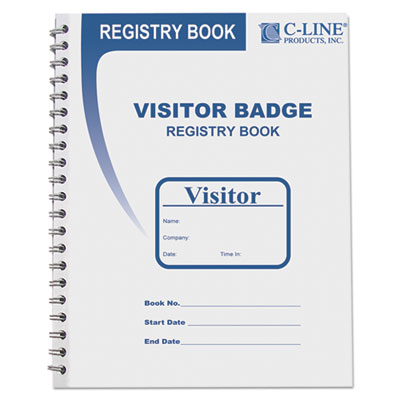 REGISTRY BOOK
C-LINE®
PRODUCTS, INC.
VISITOR BADGE
REGISTRY BOOK
Visitor
Name:
Company:
Date: Time In:
Book No.
Start Date
End Date